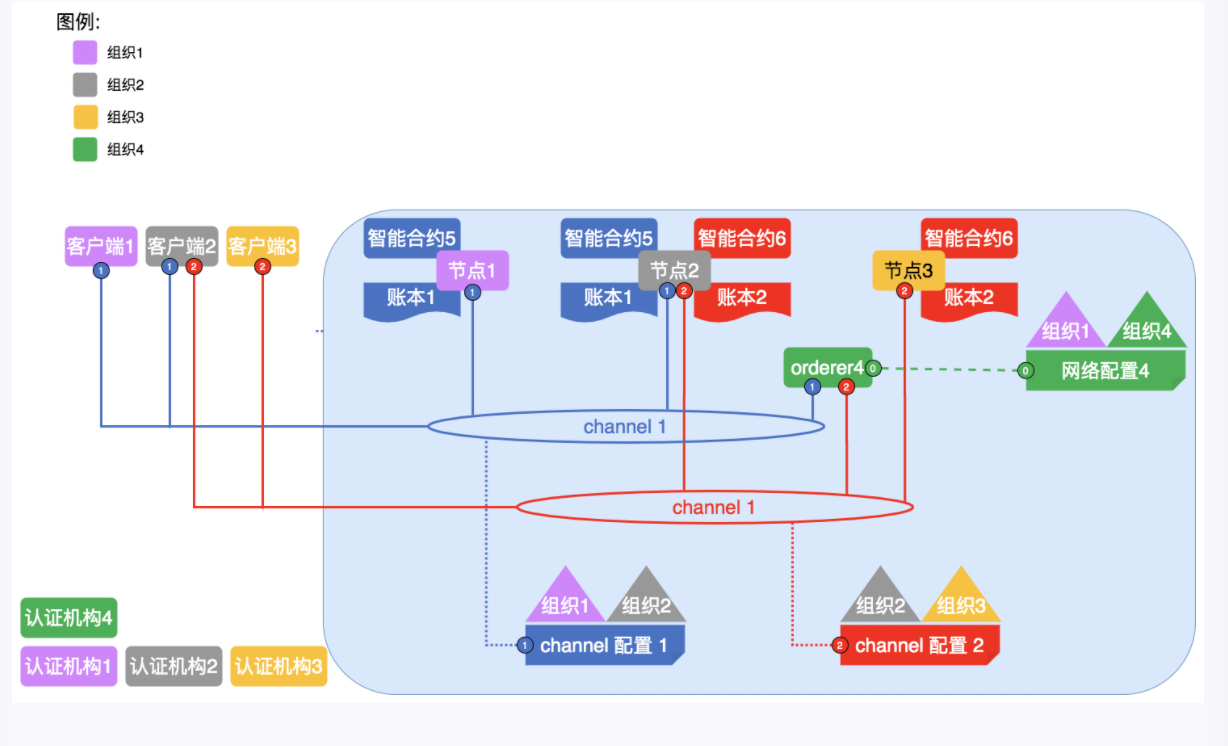 图例:
组织1
组织2
组织3
组织4
客户端1
客户端2
客户端3
1
1
2
2
智能合约5
节点1
账本1
1
智能合约5
智能合约6
节点2
账本1
账本2
1
2
智能合约6
节点3
账本2
2
组织1
组织4
网络配置4
0
orderer4
0
1
2
channel 1
channel 1
组织1
组织2
channel 配置 1
1
组织2
组织3
channel 配置 2
2
认证机构4
认证机构1
认证机构2
认证机构3